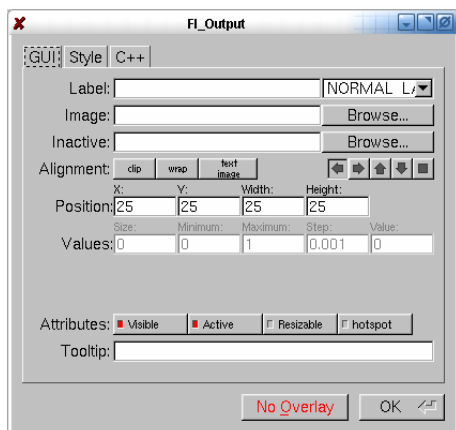 Fl_Output
GUI Style C++
Label: NORMAL LA
Image: Browse...
Inactive: Browse...
Alignment: clip wrap text image
X: Y: Width: Height:
Position: 25 25 25 25
Size: Minimum: Maximum: Step: Value:
Values: 0 0 1 0.001 0
Attributes: Visible Active Resizable hotspot
Tooltip:
No Overlay OK